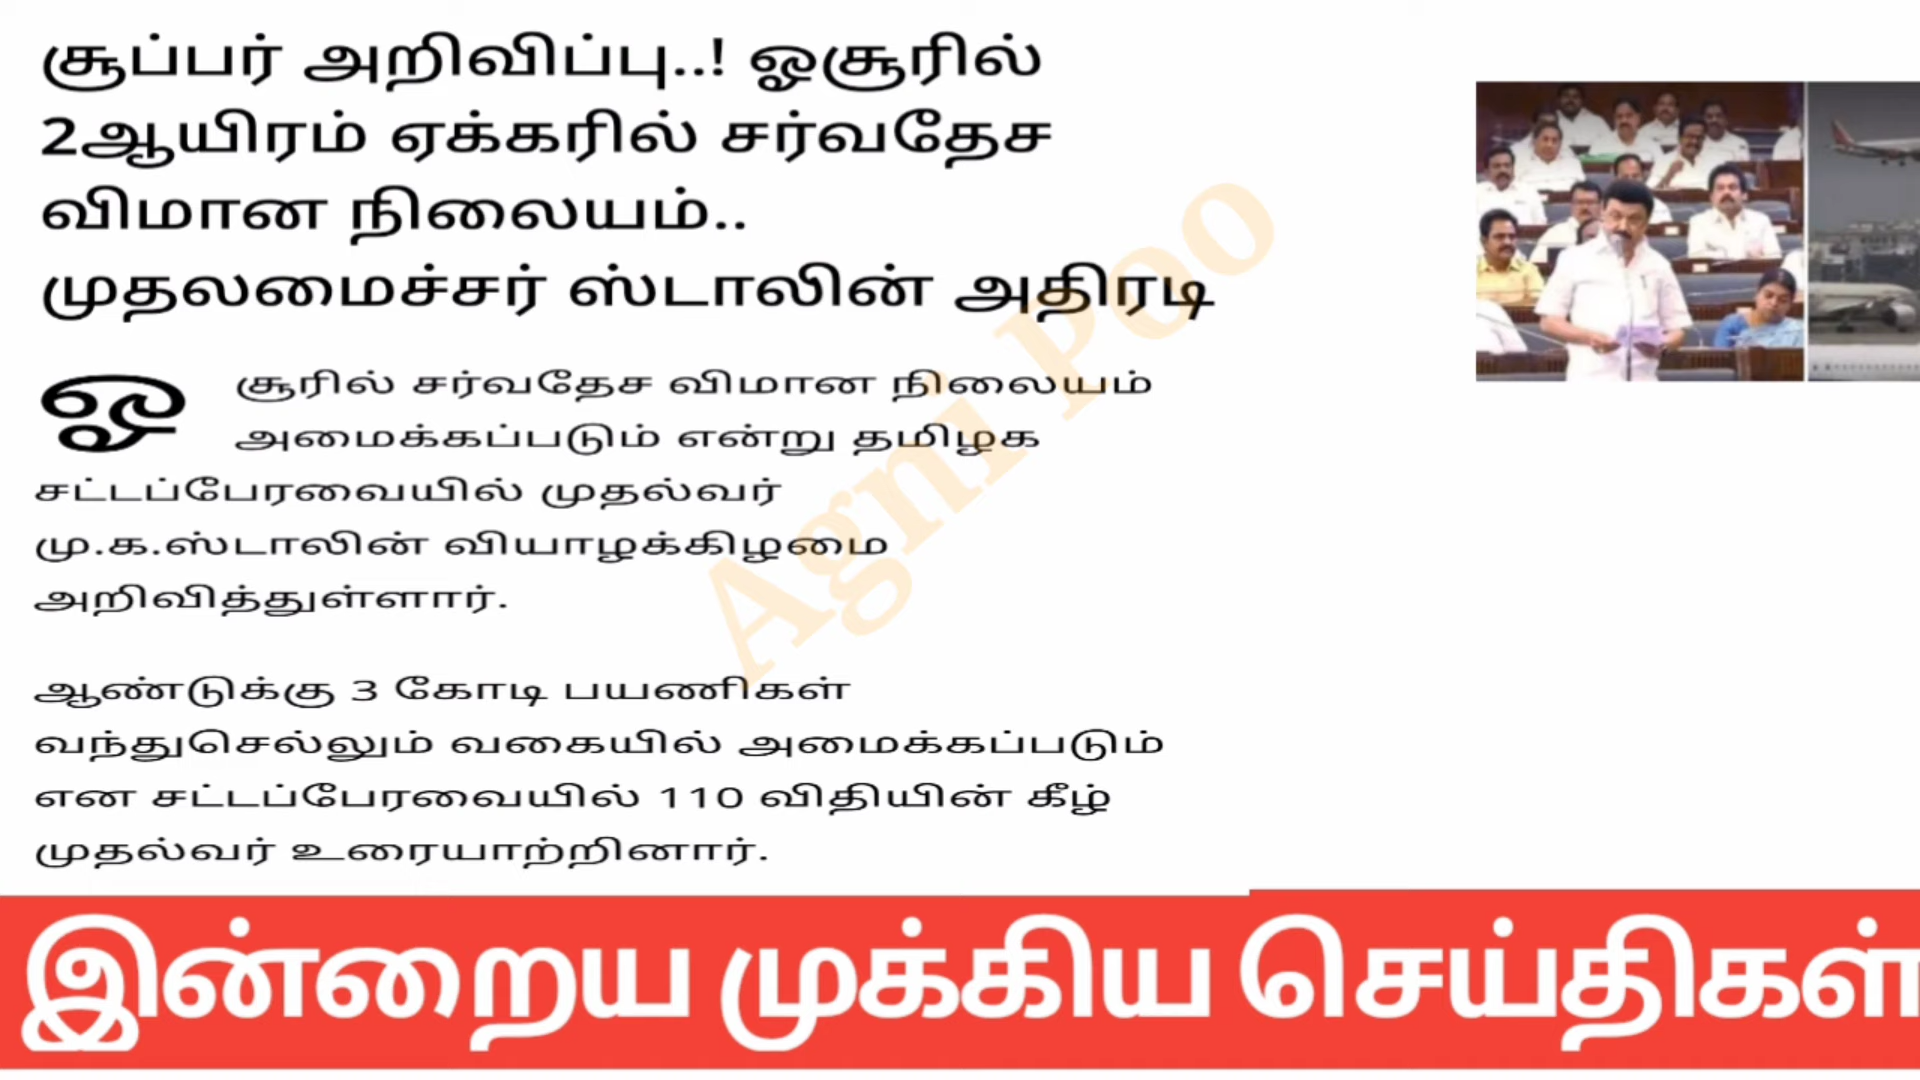 சூப்பர் அறிவிப்பு..! ஓசூரில்
2ஆயிரம் ஏக்கரில் சர்வதேச
விமான நிலையம்..
முதலமைச்சர் ஸ்டாலின் அதிரடி
ஓசூரில் சர்வதேச விமான நிலையம்
அமைக்கப்படும் என்று தமிழக
சட்டப்பேரவையில் முதல்வர்
மு.க.ஸ்டாலின் வியாழக்கிழமை
அறிவித்துள்ளார்.
ஆண்டுக்கு 3 கோடி பயணிகள்
வந்துசெல்லும் வகையில் அமைக்கப்படும்
என சட்டப்பேரவையில் 110 விதியின் கீழ்
முதல்வர் உரையாற்றினார்.
Agni Poo
இன்றைய முக்கிய செய்திகள்